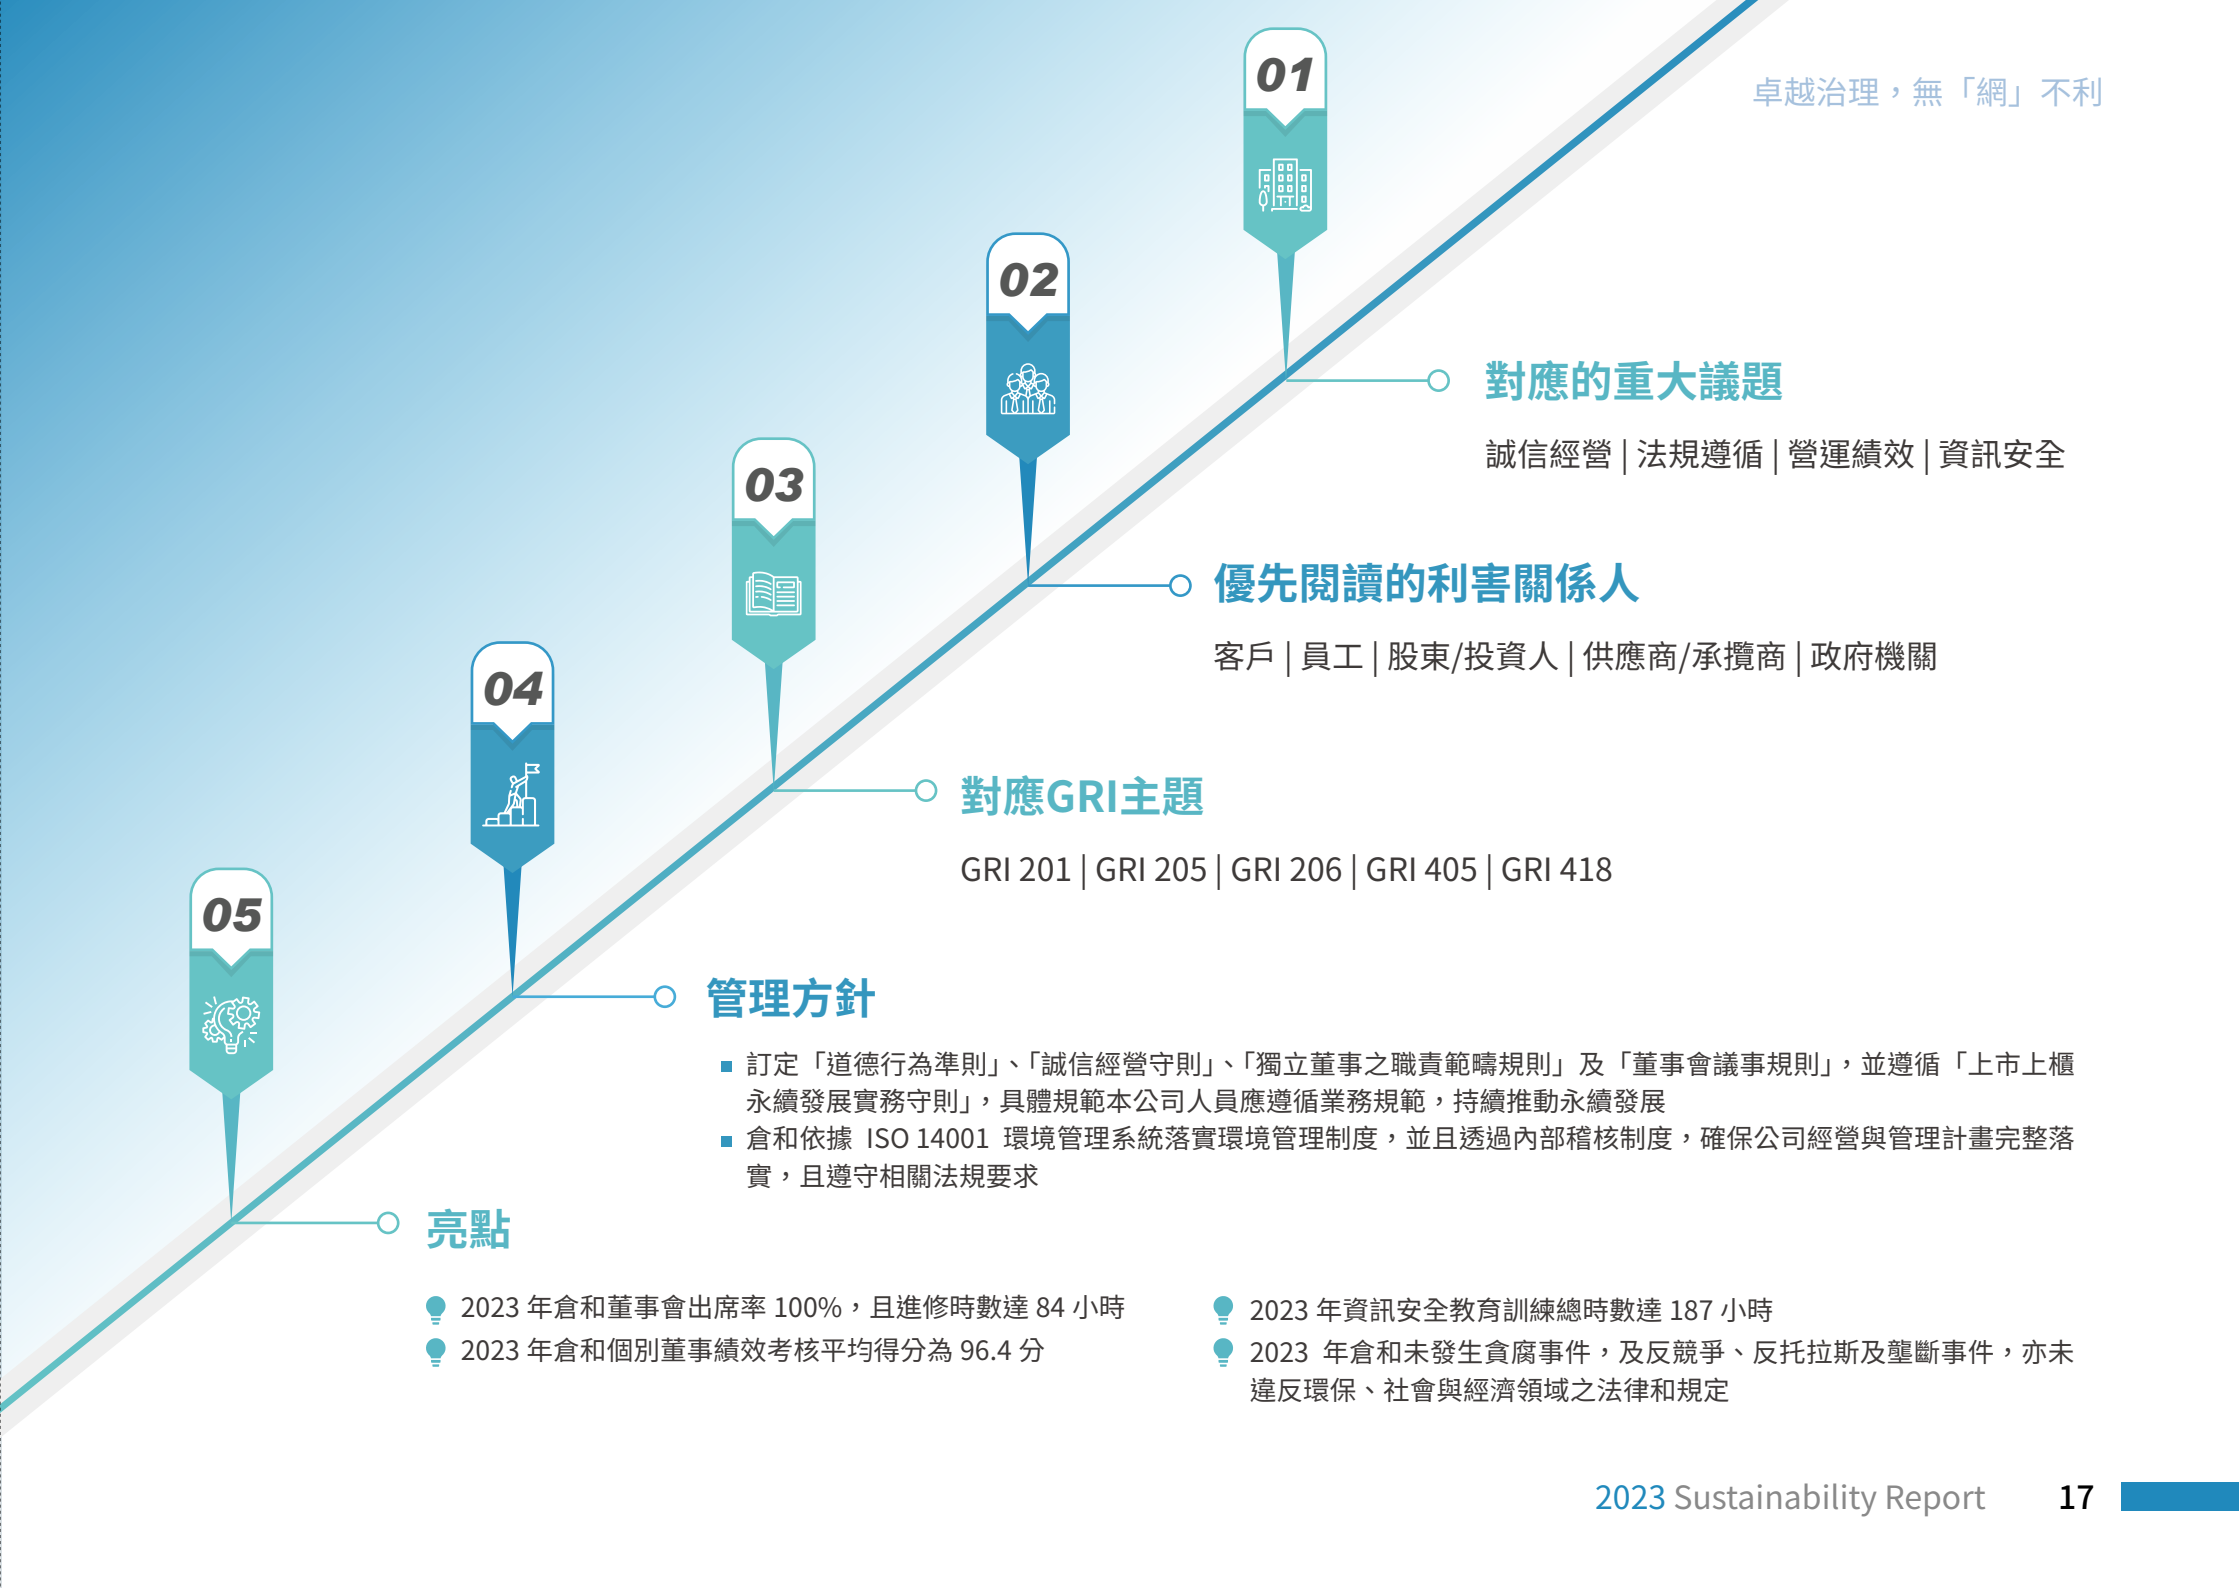 卓越治理，無「網」不利
01
對應的重大議題
誠信經營 | 法規遵循 | 營運績效 | 資訊安全
02
優先閱讀的利害關係人
客戶 | 員工 | 股東/投資人 | 供應商/承攬商 | 政府機關
03
對應GRI主題
GRI 201 | GRI 205 | GRI 206 | GRI 405 | GRI 418
04
管理方針
訂定「道德行為準則」、「誠信經營守則」、「獨立董事之職責範疇規則」及「董事會議事規則」，並遵循「上市上櫃
永續發展實務守則」，具體規範本公司人員應遵循業務規範，持續推動永續發展
倉和依據 ISO 14001 環境管理系統落實環境管理制度，並且透過內部稽核制度，確保公司經營與管理計畫完整落
實，且遵守相關法規要求
05
亮點
2023 年倉和董事會出席率 100%，且進修時數達 84 小時
2023 年倉和個別董事績效考核平均得分為 96.4 分
2023 年資訊安全教育訓練總時數達 187 小時
2023 年倉和未發生貪腐事件，及反競爭、反托拉斯及壟斷事件，亦未
違反環保、社會與經濟領域之法律和規定
2023 Sustainability Report 17